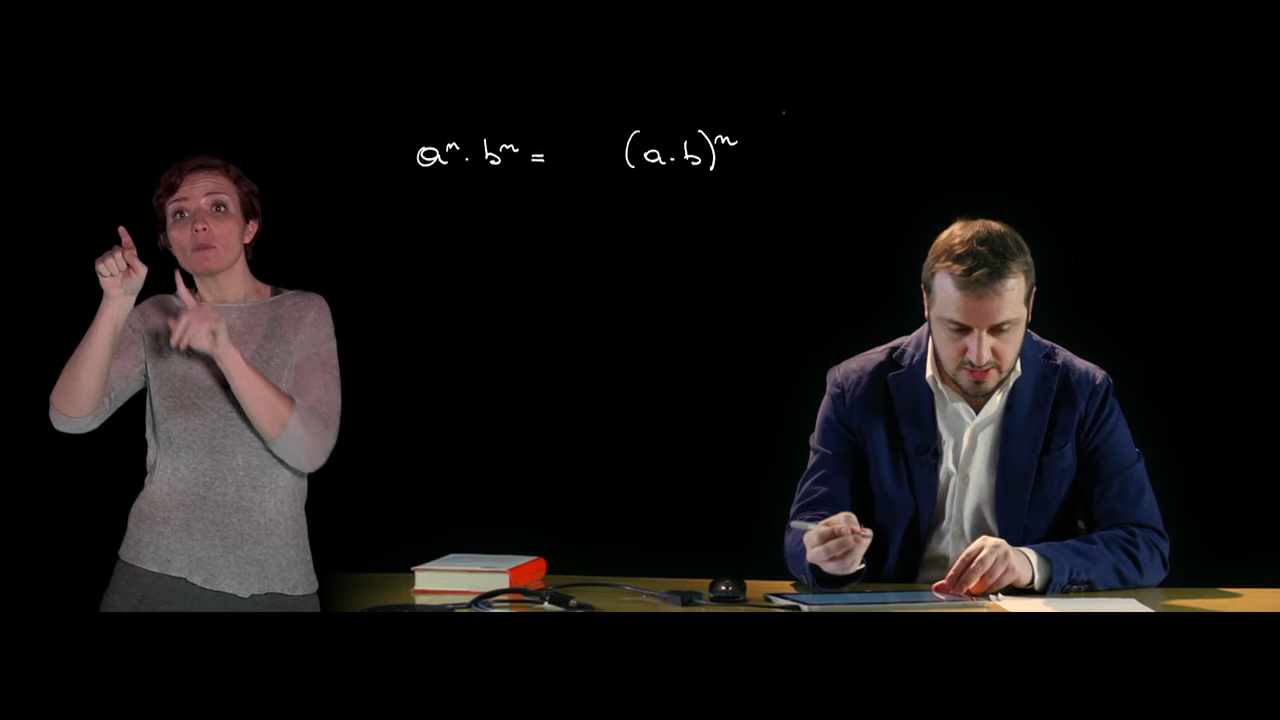 aⁿ · bⁿ = (a · b)ⁿ